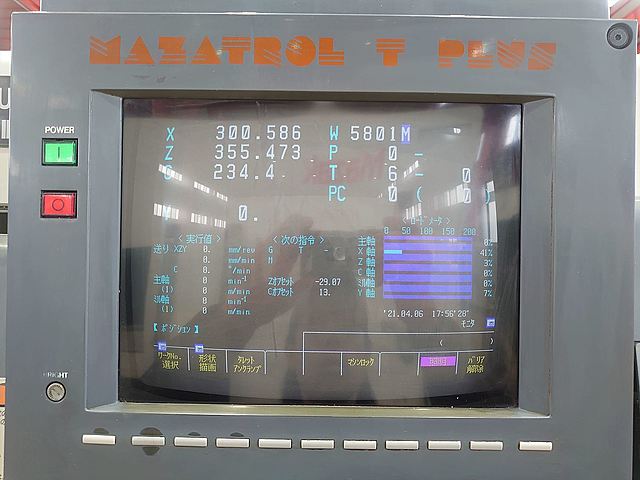 MAZATROL T PLUS
POWER
X 300.586 W 5801M
Z 355.473 P 0 -
C 234.4 T 6 - 0
PC 0 ( 0 )
Y 0.
< ロードメータ >
0 50 100 150 200
< 実行値 > < 次の指令 >
送り XZY 0. mm/rev G T -
0. mm/min M
C 0. °/min
主軸 0 min-1 Zオフセット -29.07
(1) 0 m/min Cオフセット 13.
ミル軸 0 min-1
(1) 0 m/min
主軸 0%
X 軸 41%
Z 軸 3%
C 軸 0%
ミル軸 0%
Y 軸 7%
'21.04.06 17:56'20"
【 ポジション 】
モニタ
( )
ワークNo.選択
形状描画
タレットアンクランプ
マシンロック
バリア解除
BRIGHT